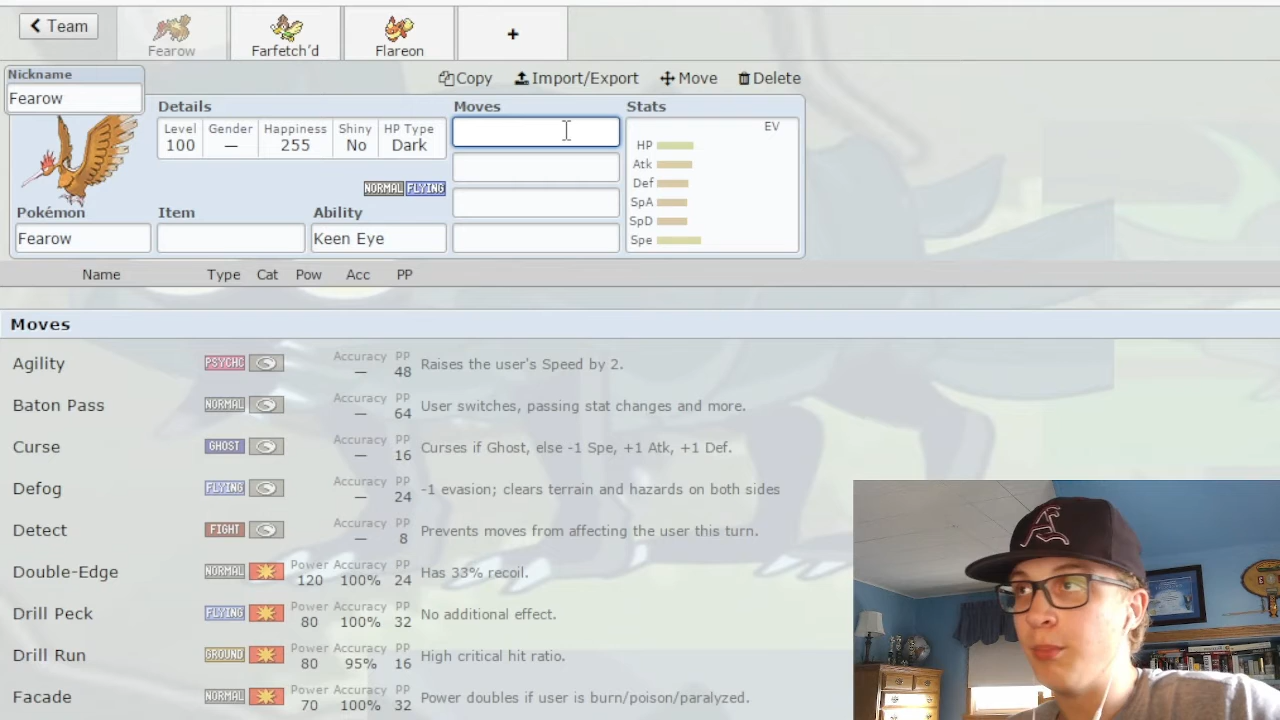 Team
Fearow Farfetch'd Flareon +
Nickname
Fearow
Copy Import/Export Move Delete
Details Moves Stats
Level Gender Happiness Shiny HP Type
100 — 255 No Dark
EV
HP
Atk
Def
SpA
SpD
Spe
NORMAL FLYING
Pokémon Item Ability
Fearow Keen Eye
Name Type Cat Pow Acc PP
Moves
Agility PSYCHC Accuracy — PP 48 Raises the user's Speed by 2.
Baton Pass NORMAL Accuracy — PP 64 User switches, passing stat changes and more.
Curse GHOST Accuracy — PP 16 Curses if Ghost, else -1 Spe, +1 Atk, +1 Def.
Defog FLYING Accuracy — PP 24 -1 evasion; clears terrain and hazards on both sides
Detect FIGHT Accuracy — PP 8 Prevents moves from affecting the user this turn.
Double-Edge NORMAL Power 120 Accuracy 100% PP 24 Has 33% recoil.
Drill Peck FLYING Power 80 Accuracy 100% PP 32 No additional effect.
Drill Run GROUND Power 80 Accuracy 95% PP 16 High critical hit ratio.
Facade NORMAL Power 70 Accuracy 100% PP 32 Power doubles if user is burn/poison/paralyzed.